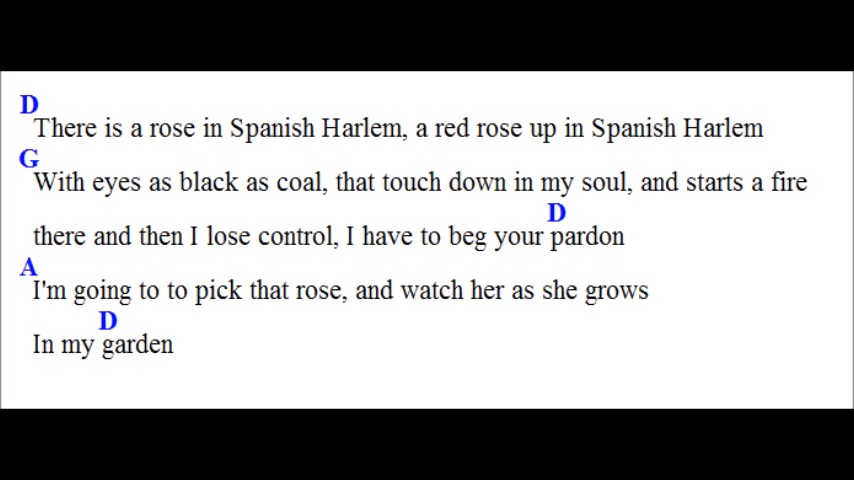 D
There is a rose in Spanish Harlem, a red rose up in Spanish Harlem
G
With eyes as black as coal, that touch down in my soul, and starts a fire
D
there and then I lose control, I have to beg your pardon
A
I'm going to to pick that rose, and watch her as she grows
D
In my garden